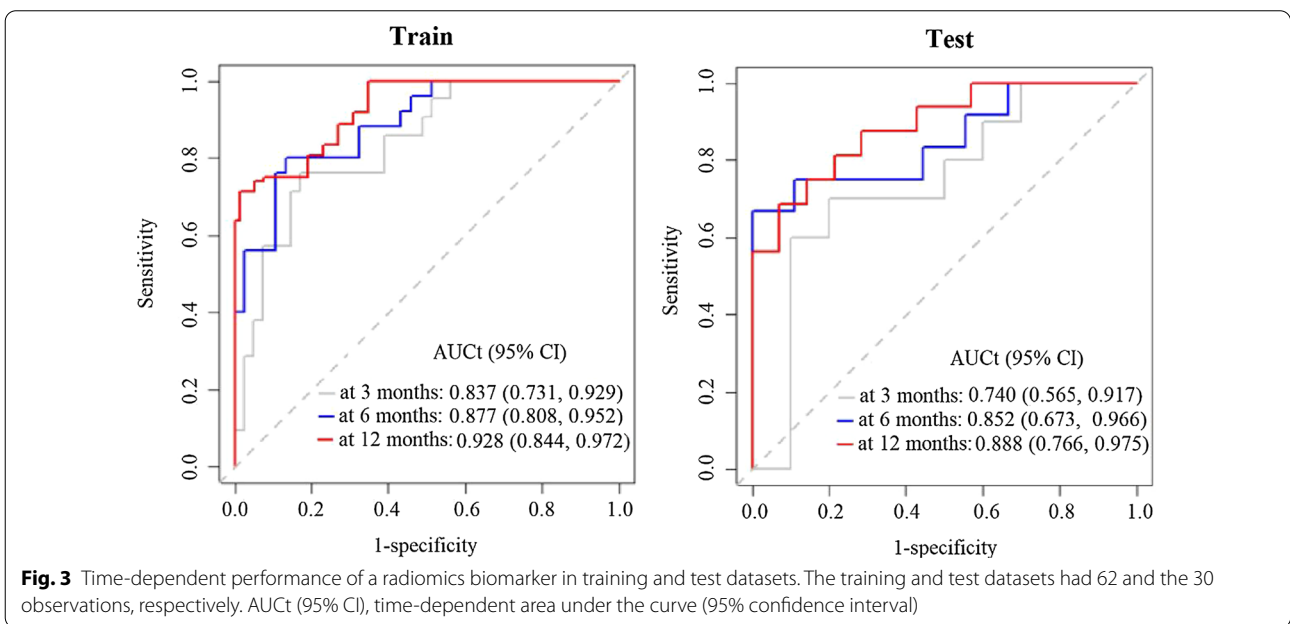 Train
Sensitivity
1.0
0.8
0.6
0.4
0.2
0.0
AUCt (95% CI)
at 3 months: 0.837 (0.731, 0.929)
at 6 months: 0.877 (0.808, 0.952)
at 12 months: 0.928 (0.844, 0.972)
0.0 0.2 0.4 0.6 0.8 1.0
1-specificity
Test
Sensitivity
1.0
0.8
0.6
0.4
0.2
0.0
AUCt (95% CI)
at 3 months: 0.740 (0.565, 0.917)
at 6 months: 0.852 (0.673, 0.966)
at 12 months: 0.888 (0.766, 0.975)
0.0 0.2 0.4 0.6 0.8 1.0
1-specificity
Fig. 3 Time-dependent performance of a radiomics biomarker in training and test datasets. The training and test datasets had 62 and the 30
observations, respectively. AUCt (95% CI), time-dependent area under the curve (95% confidence interval)